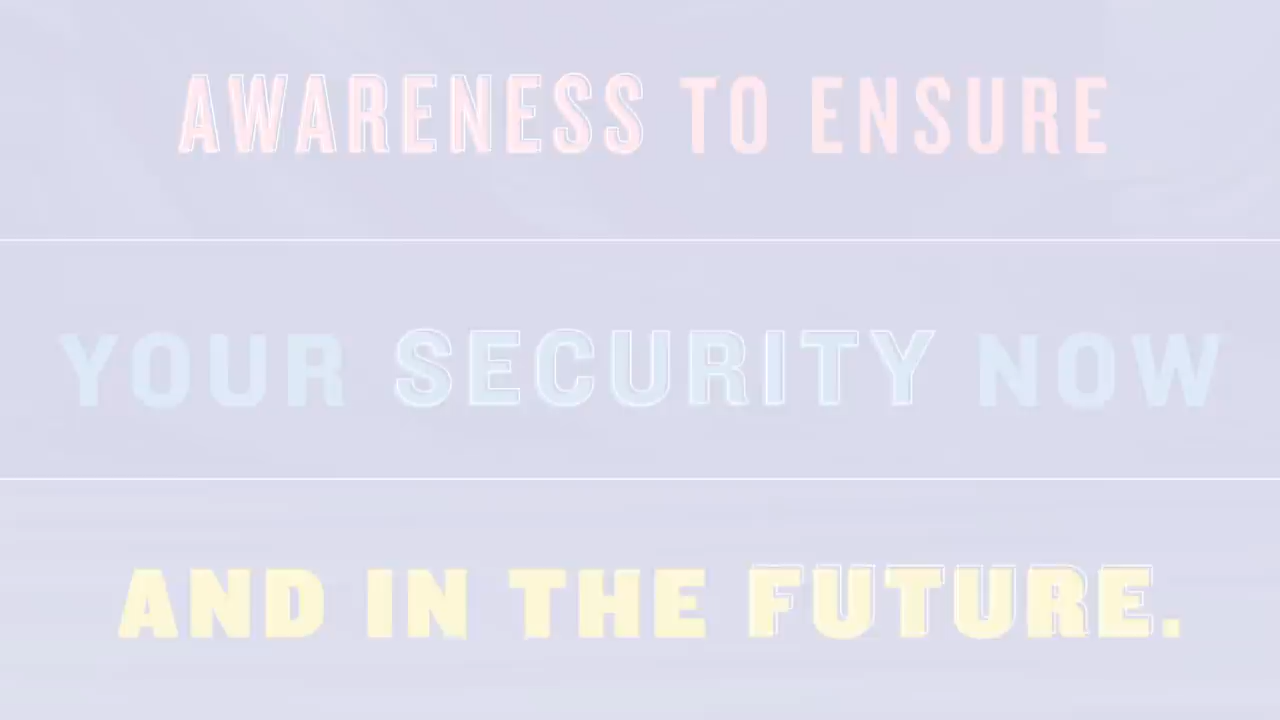 AWARENESS TO ENSURE
YOUR SECURITY NOW
AND IN THE FUTURE.